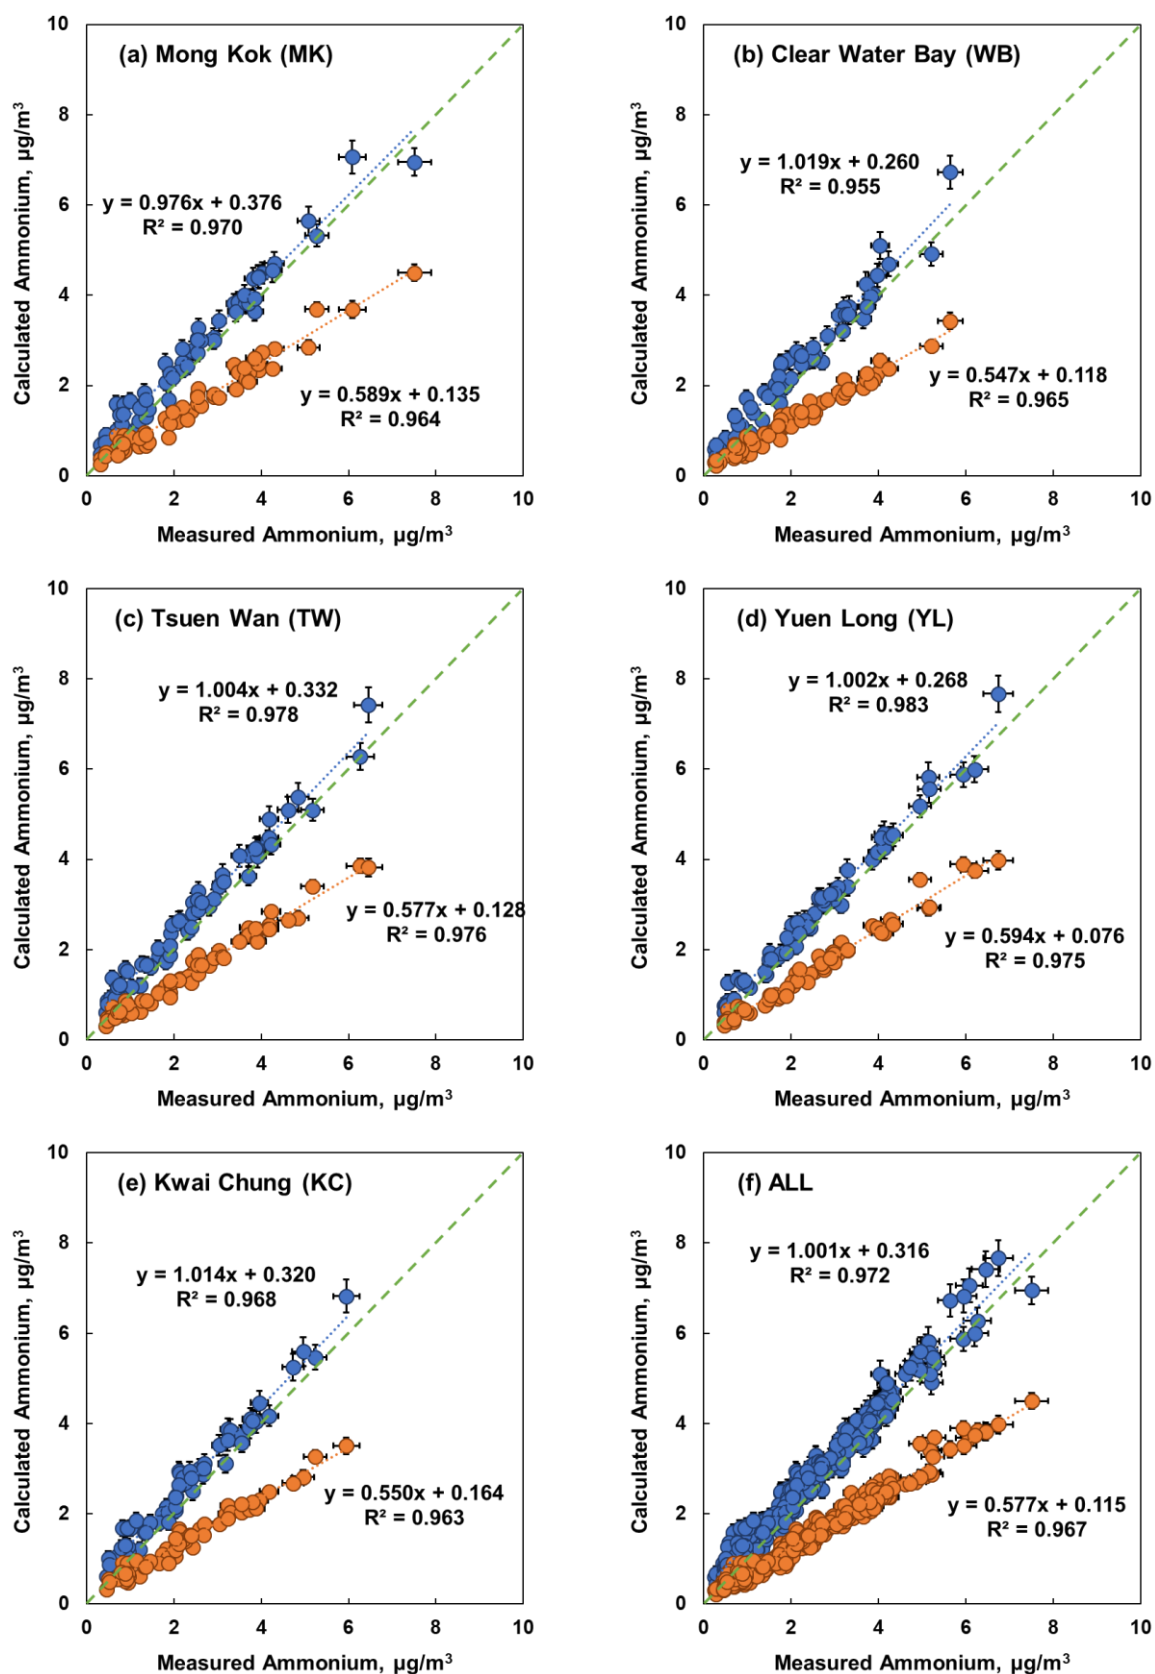 (a) Mong Kok (MK)
Calculated Ammonium, µg/m³
10
8
6
4
2
0
y = 0.976x + 0.376
R² = 0.970
y = 0.589x + 0.135
R² = 0.964
0 2 4 6 8 10
Measured Ammonium, µg/m³
(b) Clear Water Bay (WB)
Calculated Ammonium, µg/m³
10
8
6
4
2
0
y = 1.019x + 0.260
R² = 0.955
y = 0.547x + 0.118
R² = 0.965
0 2 4 6 8 10
Measured Ammonium, µg/m³
(c) Tsuen Wan (TW)
Calculated Ammonium, µg/m³
10
8
6
4
2
0
y = 1.004x + 0.332
R² = 0.978
y = 0.577x + 0.128
R² = 0.976
0 2 4 6 8 10
Measured Ammonium, µg/m³
(d) Yuen Long (YL)
Calculated Ammonium, µg/m³
10
8
6
4
2
0
y = 1.002x + 0.268
R² = 0.983
y = 0.594x + 0.076
R² = 0.975
0 2 4 6 8 10
Measured Ammonium, µg/m³
(e) Kwai Chung (KC)
Calculated Ammonium, µg/m³
10
8
6
4
2
0
y = 1.014x + 0.320
R² = 0.968
y = 0.550x + 0.164
R² = 0.963
0 2 4 6 8 10
Measured Ammonium, µg/m³
(f) ALL
Calculated Ammonium, µg/m³
10
8
6
4
2
0
y = 1.001x + 0.316
R² = 0.972
y = 0.577x + 0.115
R² = 0.967
0 2 4 6 8 10
Measured Ammonium, µg/m³